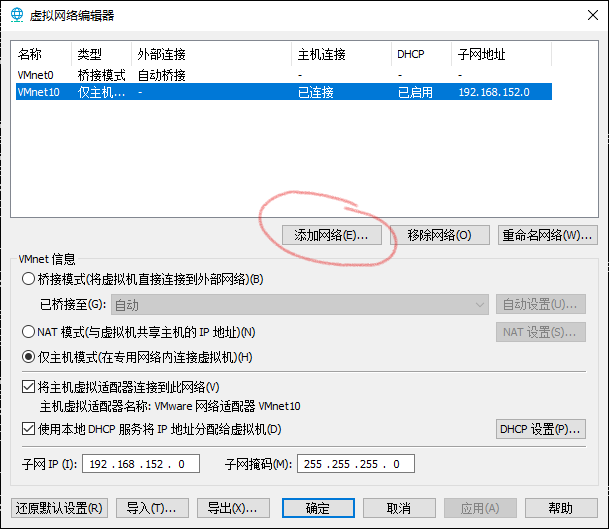 虚拟网络编辑器
名称 类型 外部连接 主机连接 DHCP 子网地址
VMnet0 桥接模式 自动桥接 - - -
VMnet10 仅主机... - 已连接 已启用 192.168.152.0
添加网络(E)... 移除网络(O) 重命名网络(W)...
VMnet 信息
桥接模式(将虚拟机直接连接到外部网络)(B)
已桥接至(G): 自动 自动设置(U)...
NAT 模式(与虚拟机共享主机的 IP 地址)(N) NAT 设置(S)...
仅主机模式(在专用网络内连接虚拟机)(H)
将主机虚拟适配器连接到此网络(V)
主机虚拟适配器名称: VMware 网络适配器 VMnet10
使用本地 DHCP 服务将 IP 地址分配给虚拟机(D) DHCP 设置(P)...
子网 IP (I): 192 .168 .152 . 0 子网掩码(M): 255 .255 .255 . 0
还原默认设置(R) 导入(T)... 导出(X)... 确定 取消 应用(A) 帮助